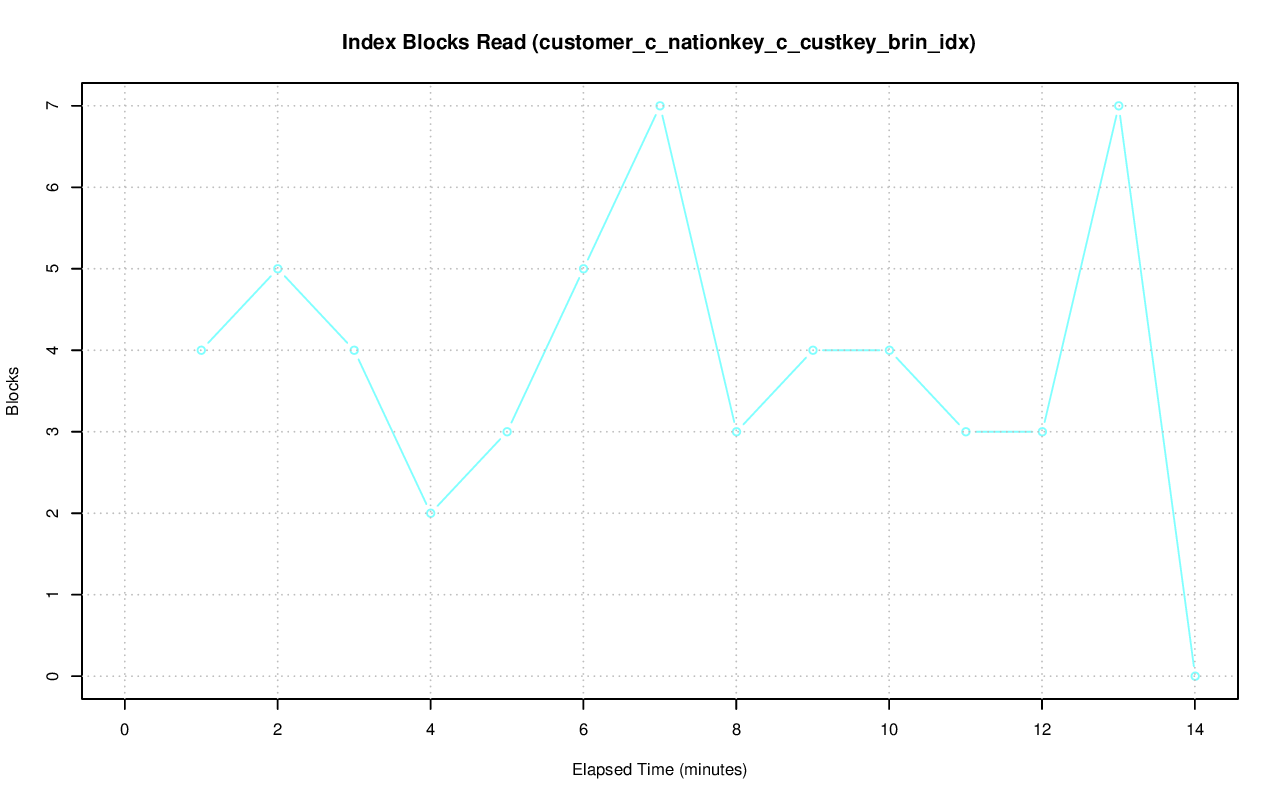 Index Blocks Read (customer_c_nationkey_c_custkey_brin_idx)
7
6
5
4
3
2
1
0
Blocks
0 2 4 6 8 10 12 14
Elapsed Time (minutes)